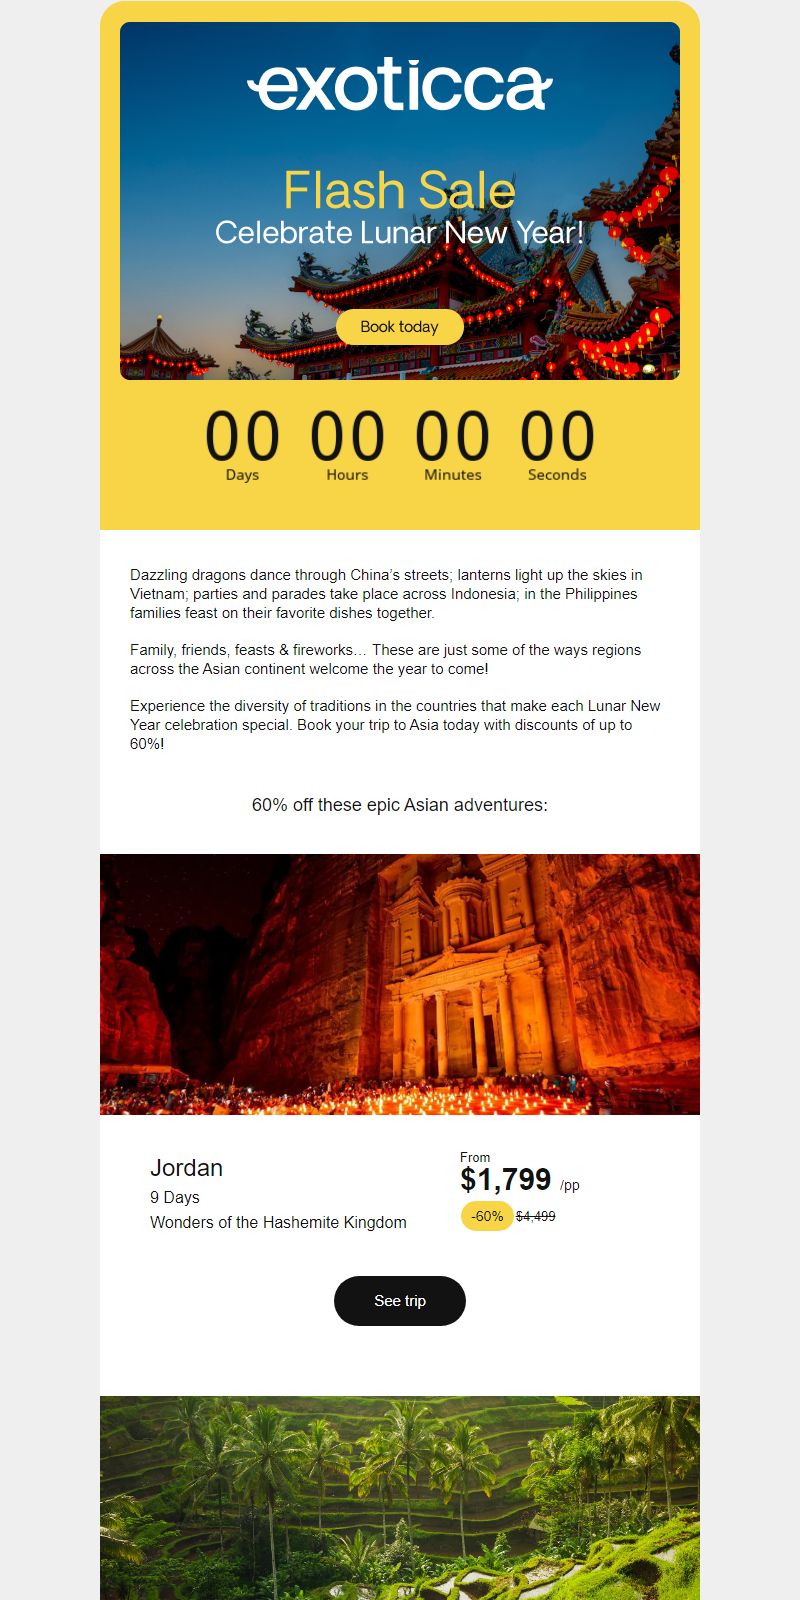 exoticca
Flash Sale
Celebrate Lunar New Year!
Book today
00 00 00 00
Days Hours Minutes Seconds
Dazzling dragons dance through China’s streets; lanterns light up the skies in
Vietnam; parties and parades take place across Indonesia; in the Philippines
families feast on their favorite dishes together.
Family, friends, feasts & fireworks… These are just some of the ways regions
across the Asian continent welcome the year to come!
Experience the diversity of traditions in the countries that make each Lunar New
Year celebration special. Book your trip to Asia today with discounts of up to
60%!
60% off these epic Asian adventures:
Jordan
9 Days
Wonders of the Hashemite Kingdom
From
$1,799 /pp
-60% $4,499
See trip